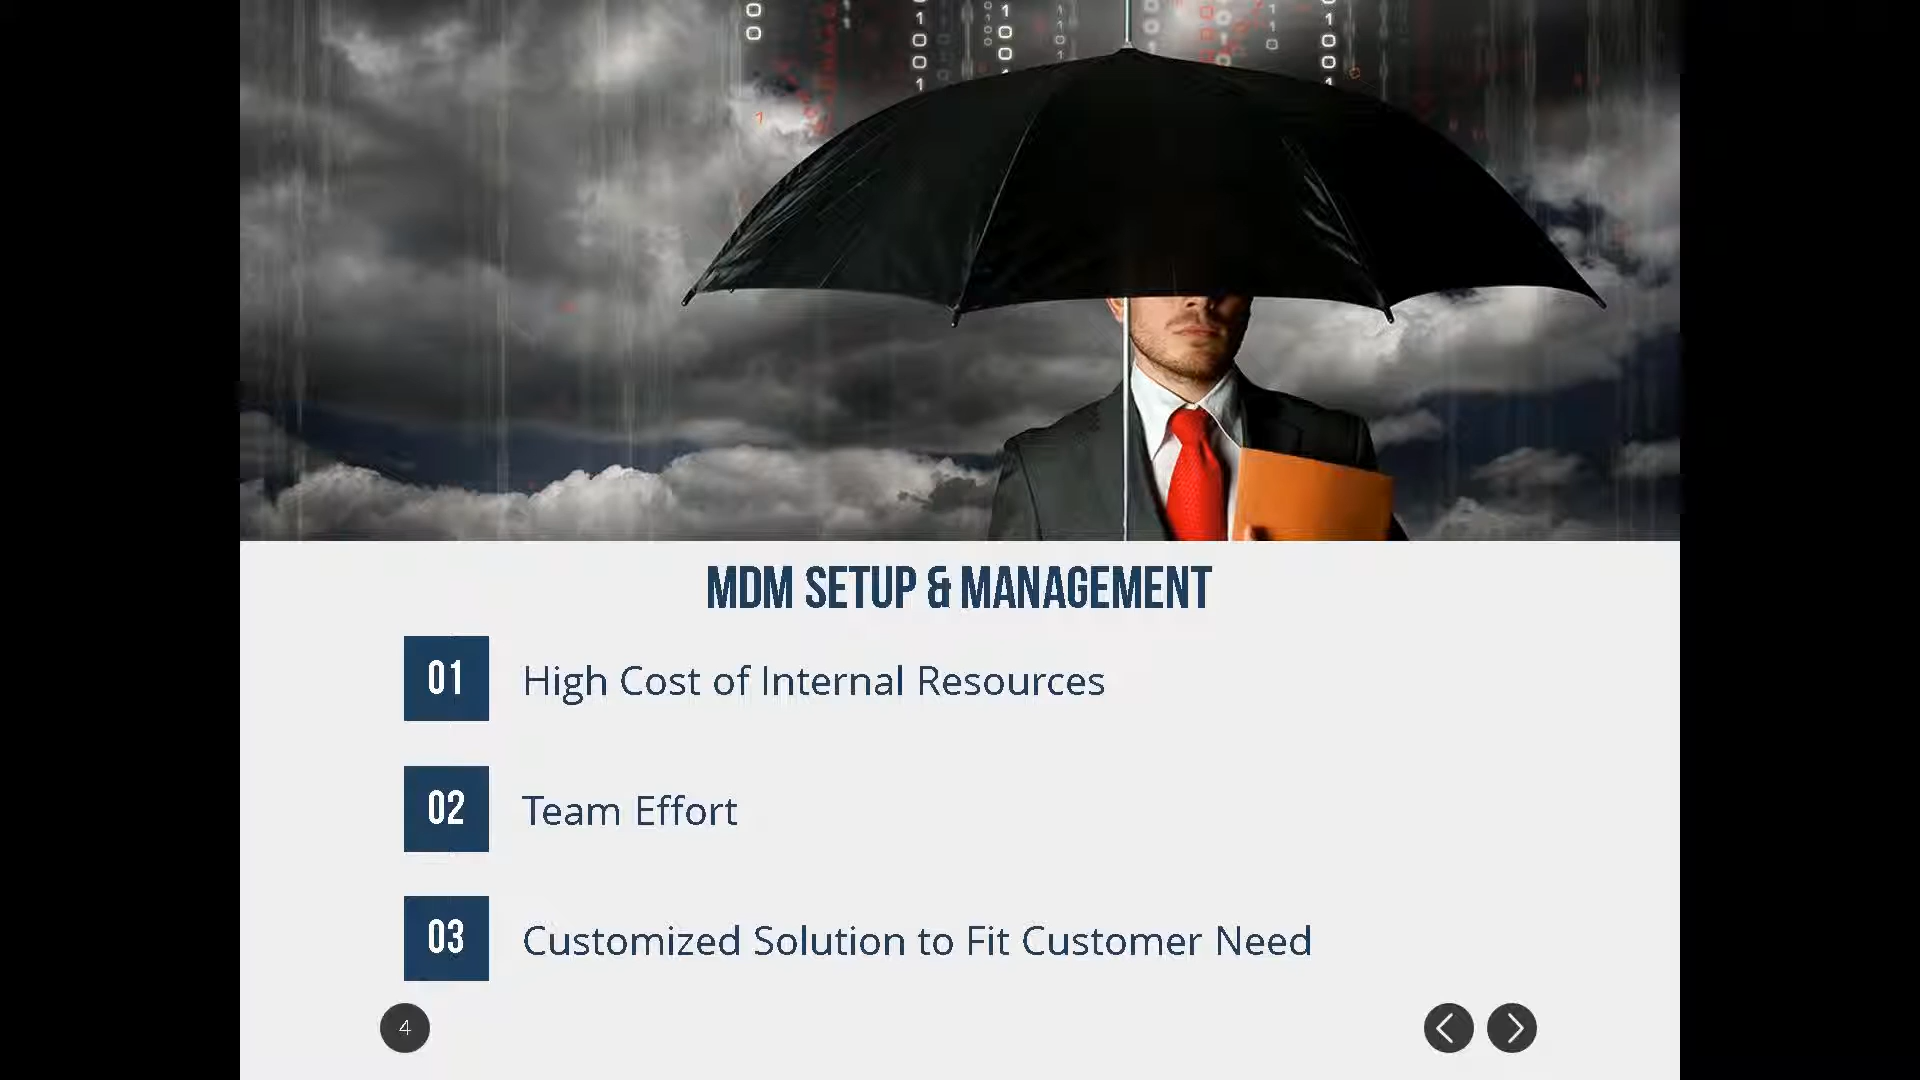 MDM SETUP & MANAGEMENT
01 High Cost of Internal Resources
02 Team Effort
03 Customized Solution to Fit Customer Need
4